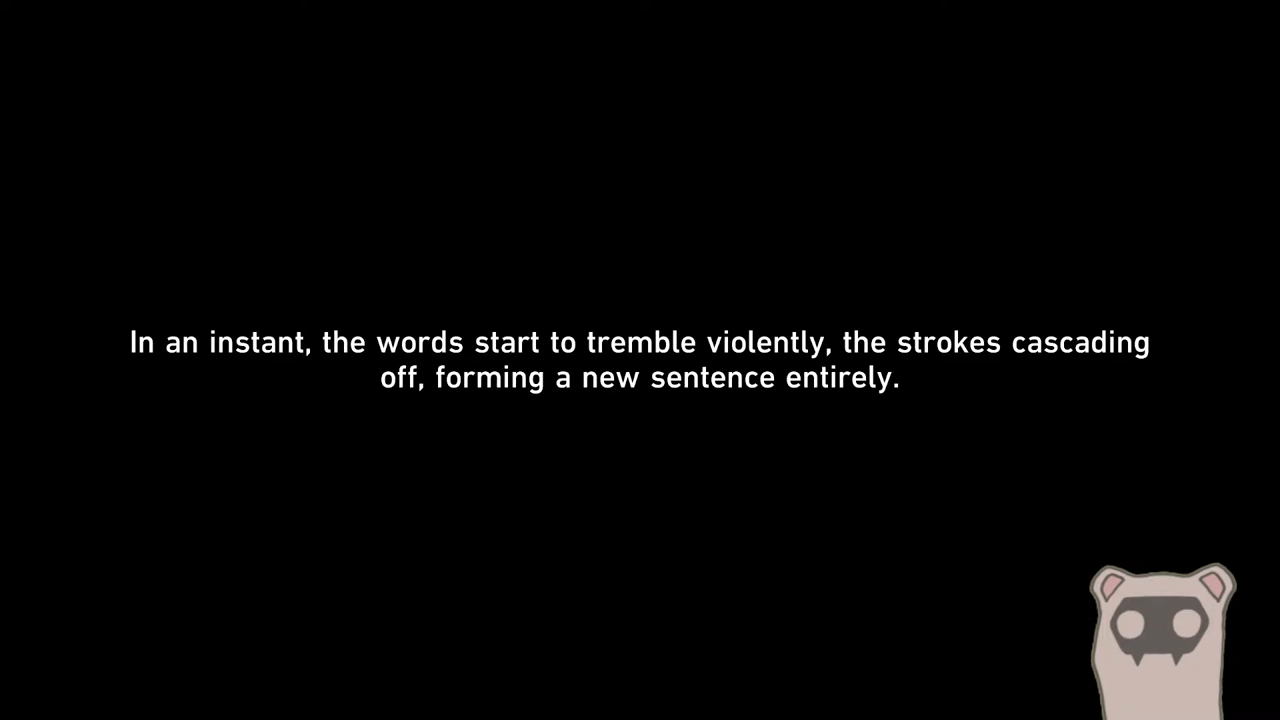 In an instant, the words start to tremble violently, the strokes cascading
off, forming a new sentence entirely.